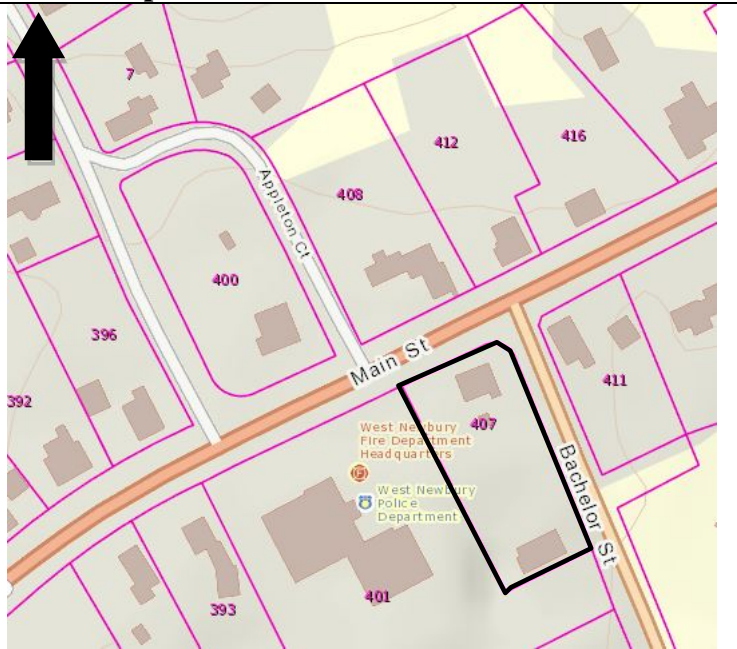 7
412
416
408
Appleton Ct
400
396
392
Main St
411
407
West Newbury
Fire Department
Headquarters
F
West Newbury
Police
Department
Bachelor St
393
401